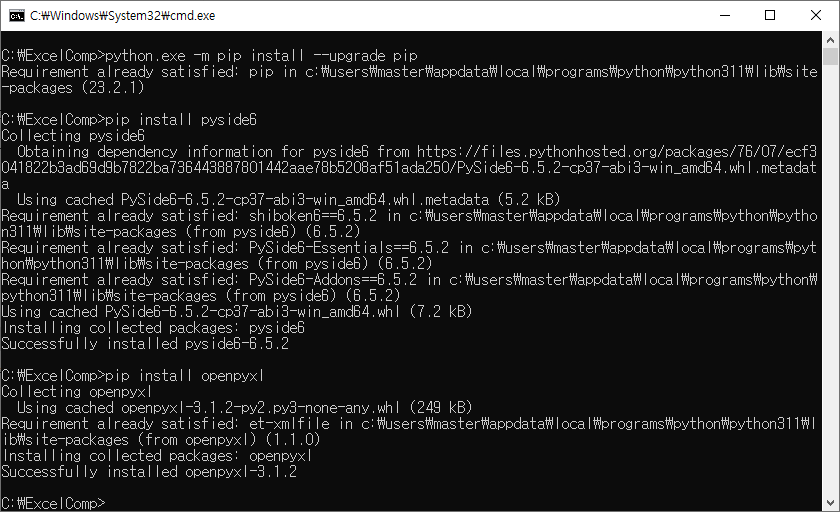 C:₩Windows₩System32₩cmd.exe
C:₩ExcelComp>python.exe -m pip install --upgrade pip
Requirement already satisfied: pip in c:₩users₩master₩appdata₩local₩programs₩python₩python311₩lib₩site
-packages (23.2.1)
C:₩ExcelComp>pip install pyside6
Collecting pyside6
  Obtaining dependency information for pyside6 from https://files.pythonhosted.org/packages/76/07/ecf3
041822b3ad69d9b7822ba736443887801442aae78b5208af51ada250/PySide6-6.5.2-cp37-abi3-win_amd64.whl.metadat
a
  Using cached PySide6-6.5.2-cp37-abi3-win_amd64.whl.metadata (5.2 kB)
Requirement already satisfied: shiboken6==6.5.2 in c:₩users₩master₩appdata₩local₩programs₩python₩pytho
n311₩lib₩site-packages (from pyside6) (6.5.2)
Requirement already satisfied: PySide6-Essentials==6.5.2 in c:₩users₩master₩appdata₩local₩programs₩pyt
hon₩python311₩lib₩site-packages (from pyside6) (6.5.2)
Requirement already satisfied: PySide6-Addons==6.5.2 in c:₩users₩master₩appdata₩local₩programs₩python₩
python311₩lib₩site-packages (from pyside6) (6.5.2)
Using cached PySide6-6.5.2-cp37-abi3-win_amd64.whl (7.2 kB)
Installing collected packages: pyside6
Successfully installed pyside6-6.5.2
C:₩ExcelComp>pip install openpyxl
Collecting openpyxl
  Using cached openpyxl-3.1.2-py2.py3-none-any.whl (249 kB)
Requirement already satisfied: et-xmlfile in c:₩users₩master₩appdata₩local₩programs₩python₩python311₩l
ib₩site-packages (from openpyxl) (1.1.0)
Installing collected packages: openpyxl
Successfully installed openpyxl-3.1.2
C:₩ExcelComp>